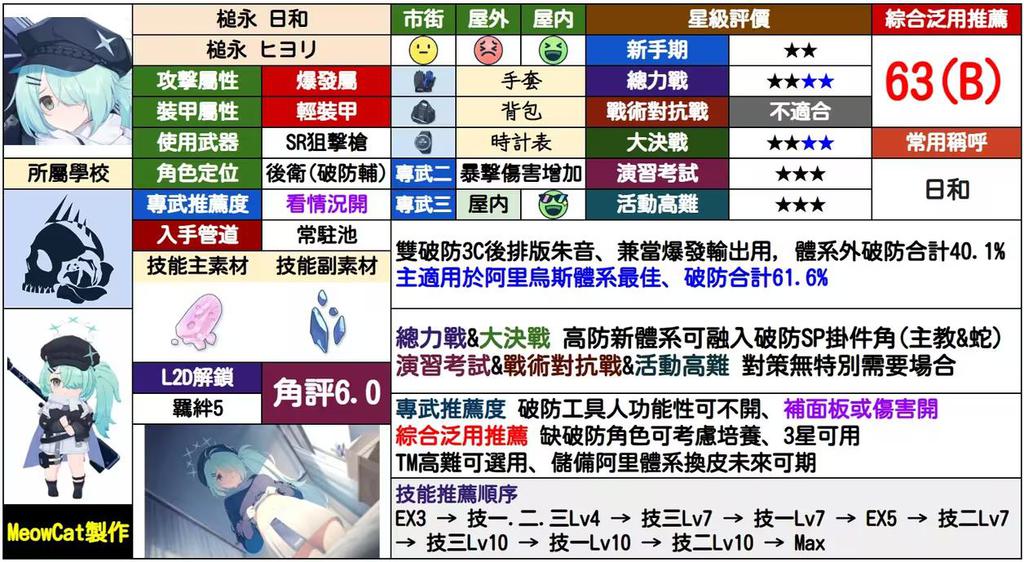 槌永 日和
槌永 ヒヨリ
攻擊屬性 爆發屬
裝甲屬性 輕裝甲
使用武器 SR狙擊槍
所屬學校
角色定位 後衛(破防輔)
專武推薦度 看情況開
入手管道 常駐池
技能主素材 技能副素材
L2D解鎖
羈絆5
角評6.0
MeowCat製作
市街 屋外 屋内
手套
背包
時計表
專武二 暴擊傷害增加
專武三 屋内
星級評價
新手期 ★★
總力戰 ★★★★
戰術對抗戰 不適合
大決戰 ★★★★
演習考試 ★★★
活動高難 ★★★
綜合泛用推薦
63(B)
常用稱呼
日和
雙破防3C後排版朱音、兼當爆發輸出用，體系外破防合計40.1%
主適用於阿里烏斯體系最佳、破防合計61.6%
總力戰&大決戰 高防新體系可融入破防SP掛件角(主教&蛇)
演習考試&戰術對抗戰&活動高難 對策無特別需要場合
專武推薦度 破防工具人功能性可不開、補面板或傷害開
綜合泛用推薦 缺破防角色可考慮培養、3星可用
TM高難可選用、儲備阿里體系換皮未來可期
技能推薦順序
EX3 → 技一.二.三Lv4 → 技三Lv7 → 技一Lv7 → EX5 → 技二Lv7
→ 技三Lv10 → 技一Lv10 → 技二Lv10 → Max